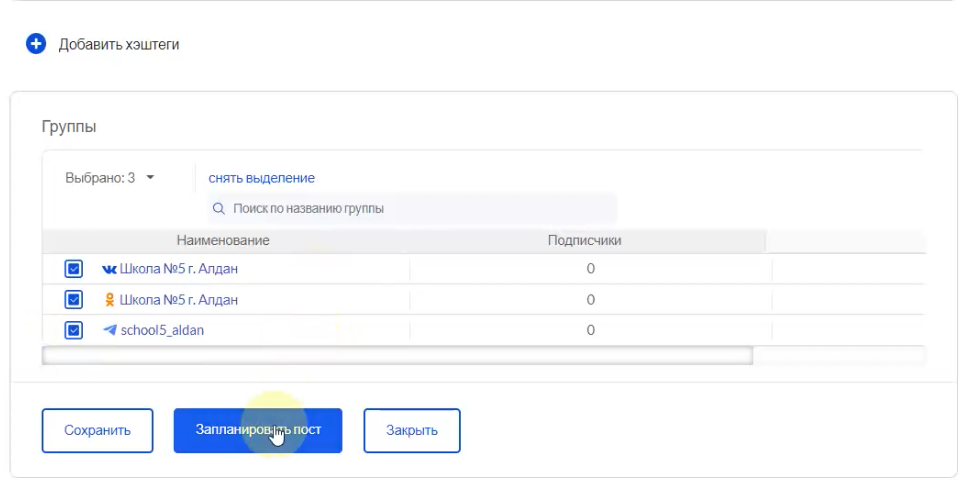 Добавить хэштеги
Группы
Выбрано: 3 снять выделение
Поиск по названию группы
Наименование Подписчики
Школа №5 г. Алдан 0
Школа №5 г. Алдан 0
school5_aldan 0
Сохранить Запланировать пост Закрыть